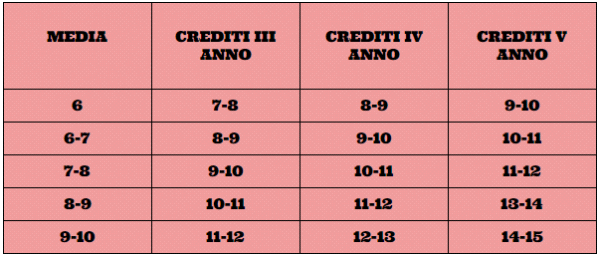 MEDIA CREDITI III ANNO CREDITI IV ANNO CREDITI V ANNO
6 7-8 8-9 9-10
6-7 8-9 9-10 10-11
7-8 9-10 10-11 11-12
8-9 10-11 11-12 13-14
9-10 11-12 12-13 14-15